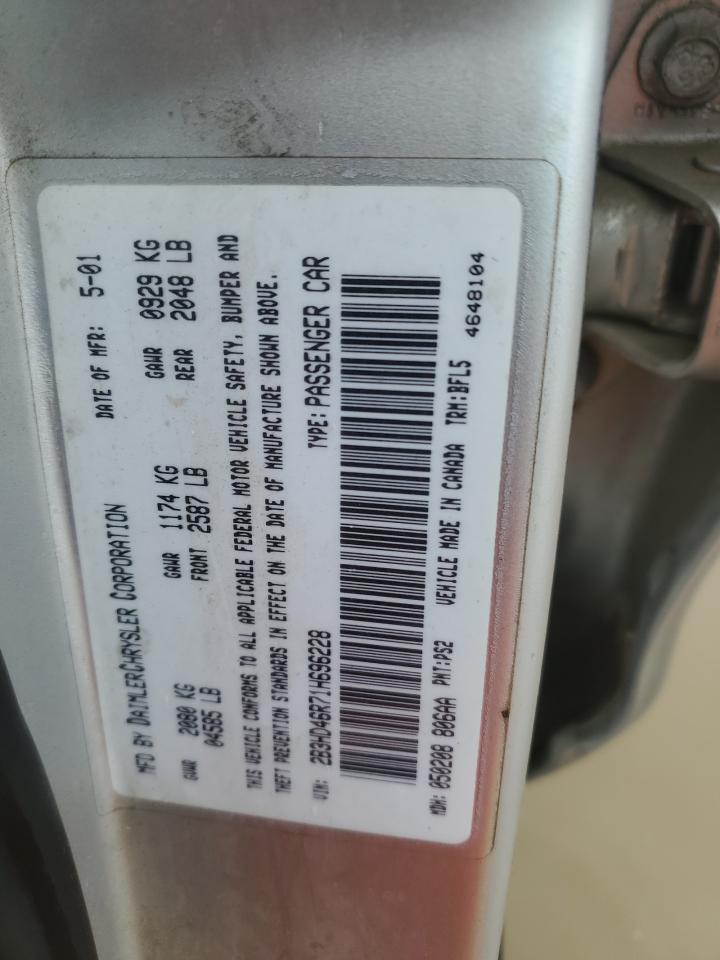 MFD BY DAIMLERCHRYSLER CORPORATION DATE OF MFR: 5-01
GVWR 2080 KG GAWR 1174 KG GAWR 0929 KG
04585 LB FRONT 2587 LB REAR 2048 LB
THIS VEHICLE CONFORMS TO ALL APPLICABLE FEDERAL MOTOR VEHICLE SAFETY, BUMPER AND
THEFT PREVENTION STANDARDS IN EFFECT ON THE DATE OF MANUFACTURE SHOWN ABOVE.
VIN: 2B3HD46R71H696228 TYPE: PASSENGER CAR
MDH: 050208 806AA PNT:PS2 VEHICLE MADE IN CANADA TRM:BFL5
4648104